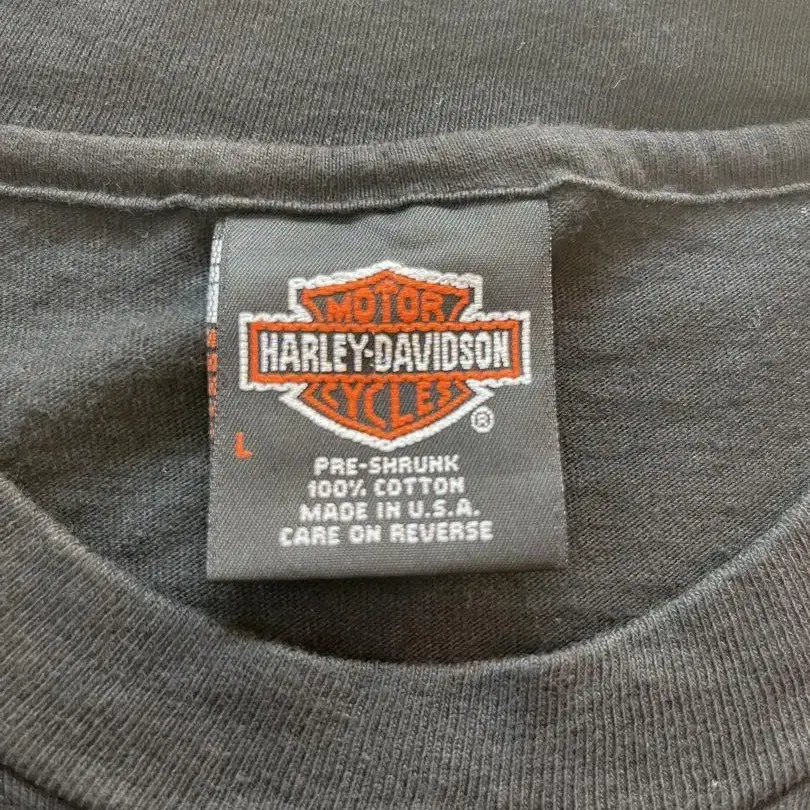 MOTOR
HARLEY-DAVIDSON
CYCLES
®
L
PRE-SHRUNK
100% COTTON
MADE IN U.S.A.
CARE ON REVERSE